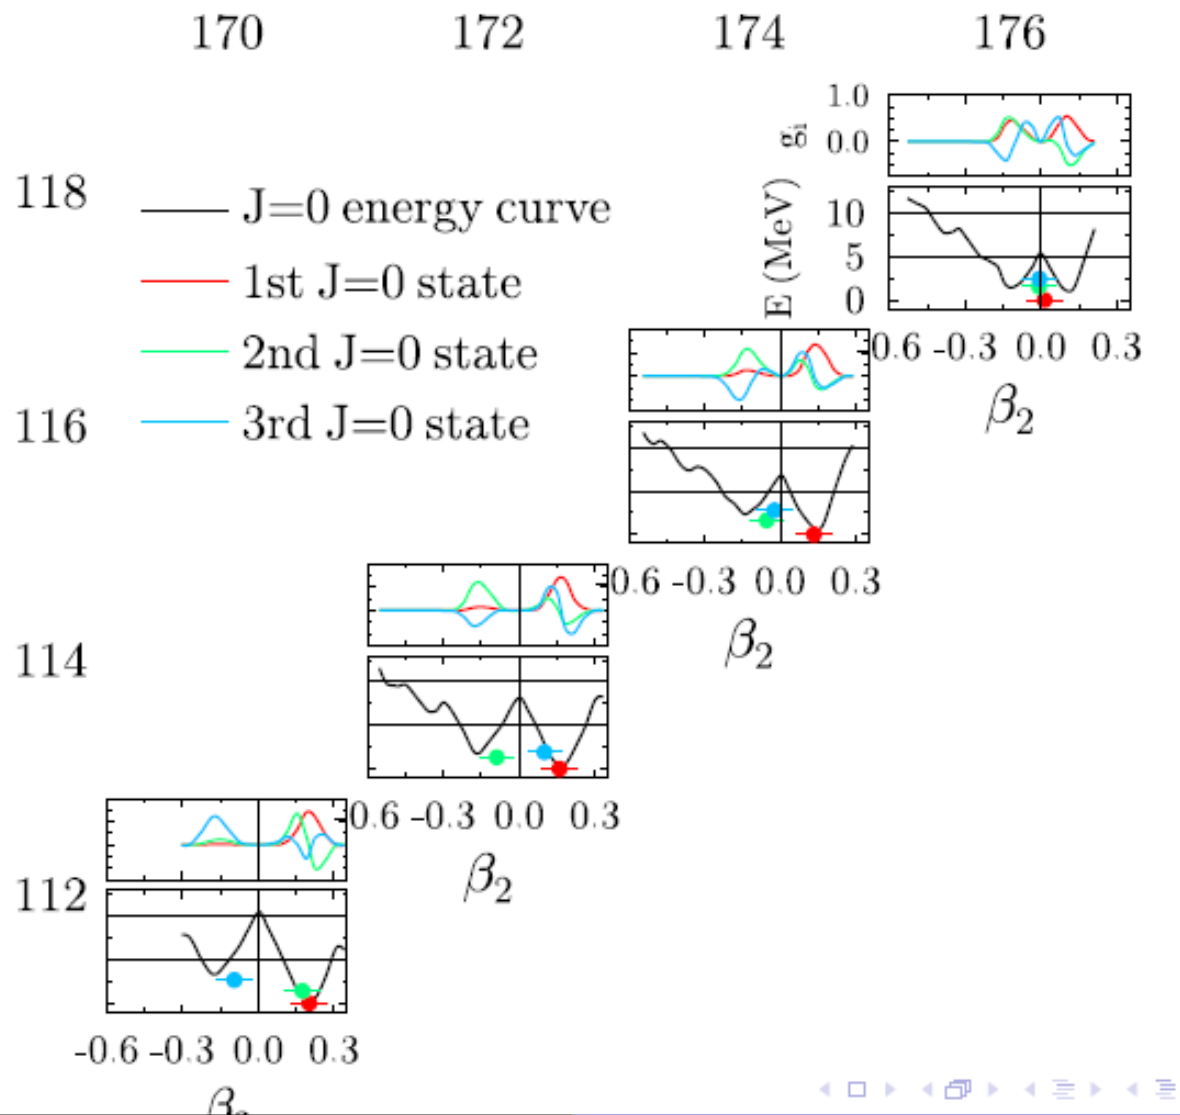 170 172 174 176
1.0
0.0
gi
118
J=0 energy curve
1st J=0 state
2nd J=0 state
3rd J=0 state
E (MeV)
10
5
0
0.6 -0.3 0.0 0.3
β2
116
0.6 -0.3 0.0 0.3
β2
114
0.6 -0.3 0.0 0.3
β2
112
-0.6 -0.3 0.0 0.3
β2